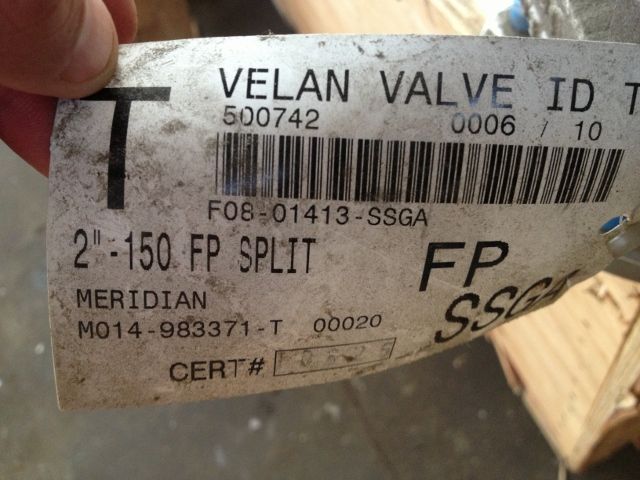 T
VELAN VALVE ID T
500742 0006 / 10
F08-01413-SSGA
2"-150 FP SPLIT
FP
MERIDIAN
SSGA
M014-983371-T 00020
CERT#